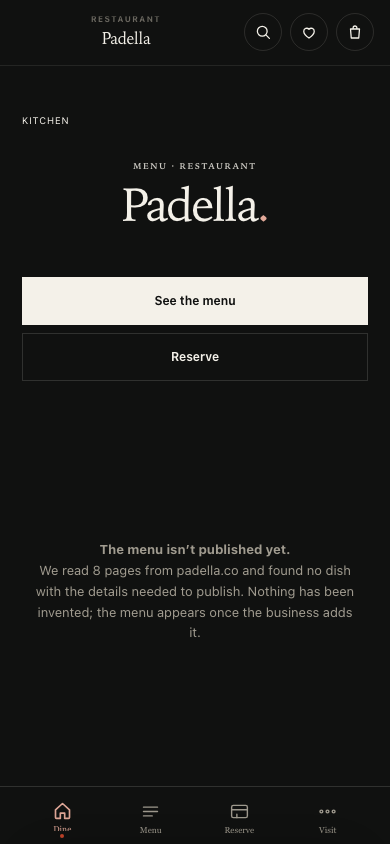 RESTAURANT
Padella
KITCHEN
MENU · RESTAURANT
Padella.
See the menu
Reserve
The menu isn’t published yet.
We read 8 pages from padella.co and found no dish
with the details needed to publish. Nothing has been
invented; the menu appears once the business adds
it.
Dine
Menu
Reserve
Visit